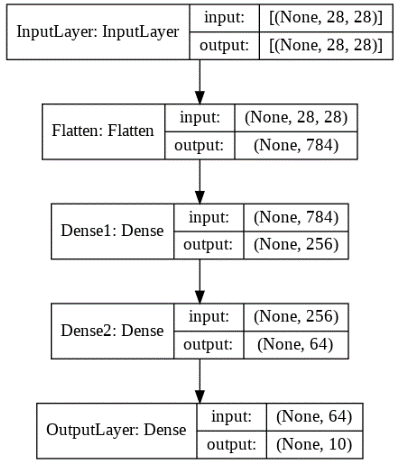 InputLayer: InputLayer
input: [(None, 28, 28)]
output: [(None, 28, 28)]
Flatten: Flatten
input: (None, 28, 28)
output: (None, 784)
Dense1: Dense
input: (None, 784)
output: (None, 256)
Dense2: Dense
input: (None, 256)
output: (None, 64)
OutputLayer: Dense
input: (None, 64)
output: (None, 10)